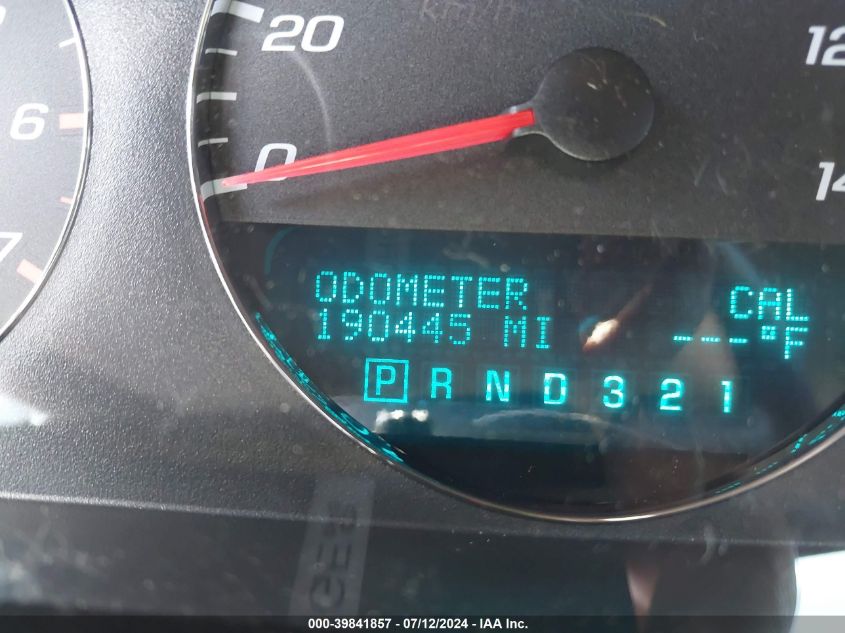 km/h
20
12
6
0
14
7
ODOMETER CAL
190445 MI ---°F
P R N D 3 2 1
000-39841857 - 07/12/2024 - IAA Inc.